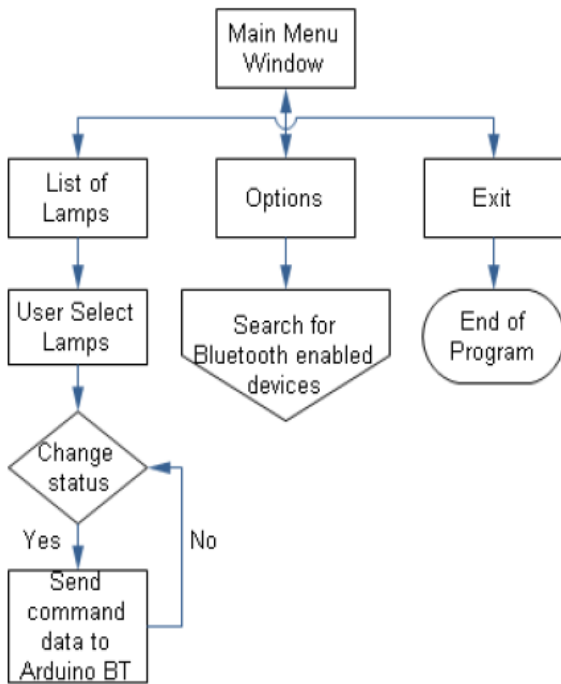 Main Menu
Window
List of
Lamps
Options
Exit
User Select
Lamps
Search for
Bluetooth enabled
devices
End of
Program
Change
status
Yes
No
Send
command
data to
Arduino BT